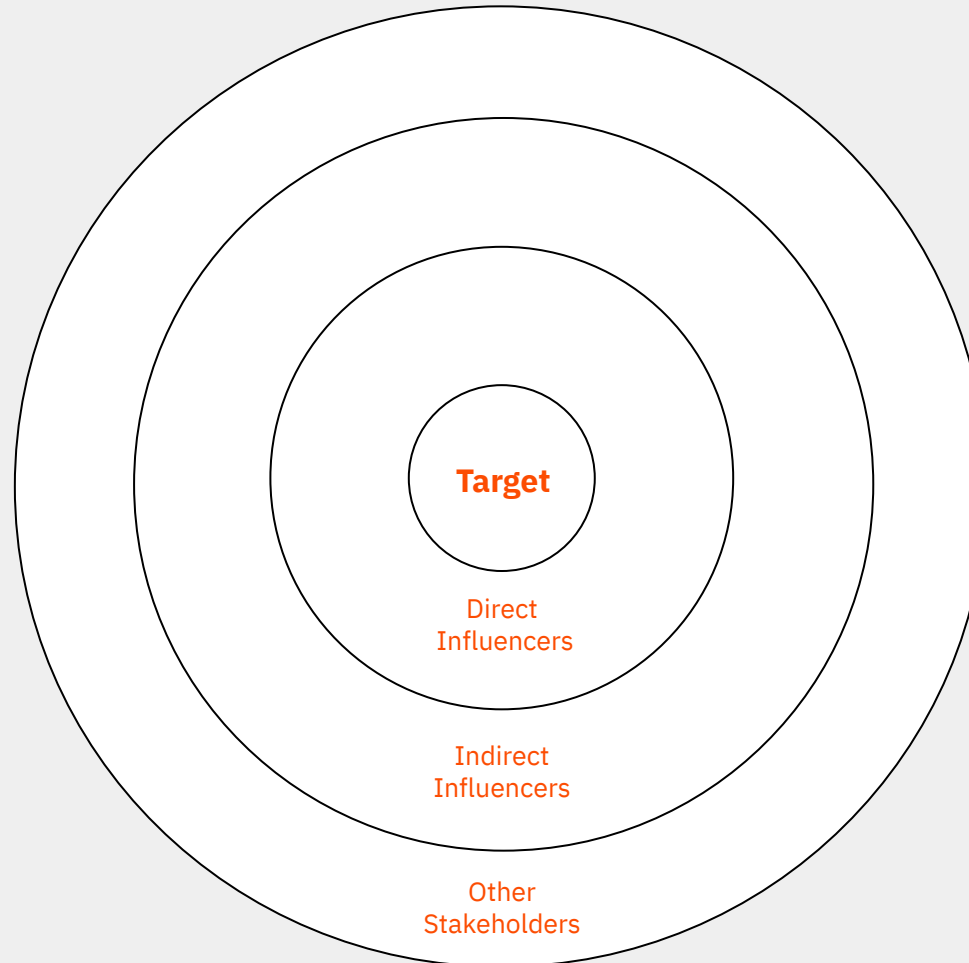 Target
Direct
Influencers
Indirect
Influencers
Other
Stakeholders